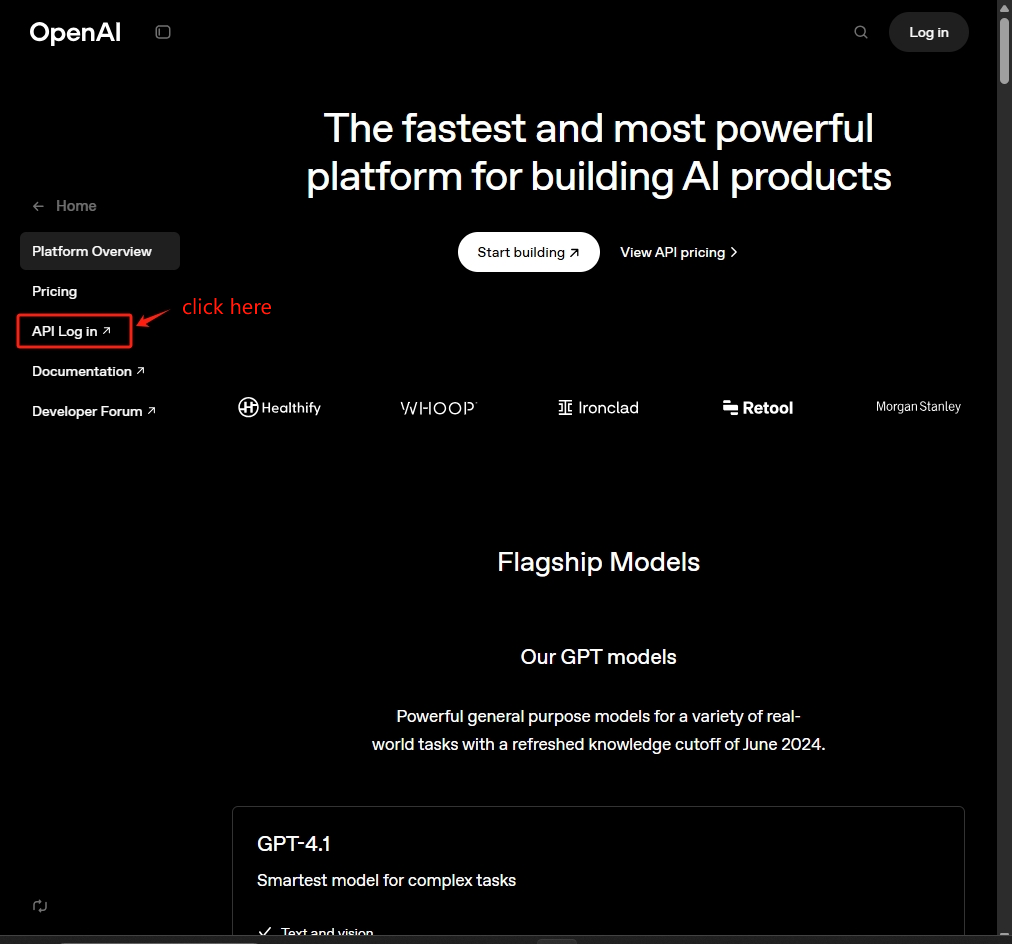 OpenAI
Log in
The fastest and most powerful
platform for building AI products
Start building
View API pricing
Home
Platform Overview
Pricing
API Log in
click here
Documentation
Developer Forum
Healthify
WHOOP
Ironclad
Retool
Morgan Stanley
Flagship Models
Our GPT models
Powerful general purpose models for a variety of real-
world tasks with a refreshed knowledge cutoff of June 2024.
GPT-4.1
Smartest model for complex tasks
Text and vision